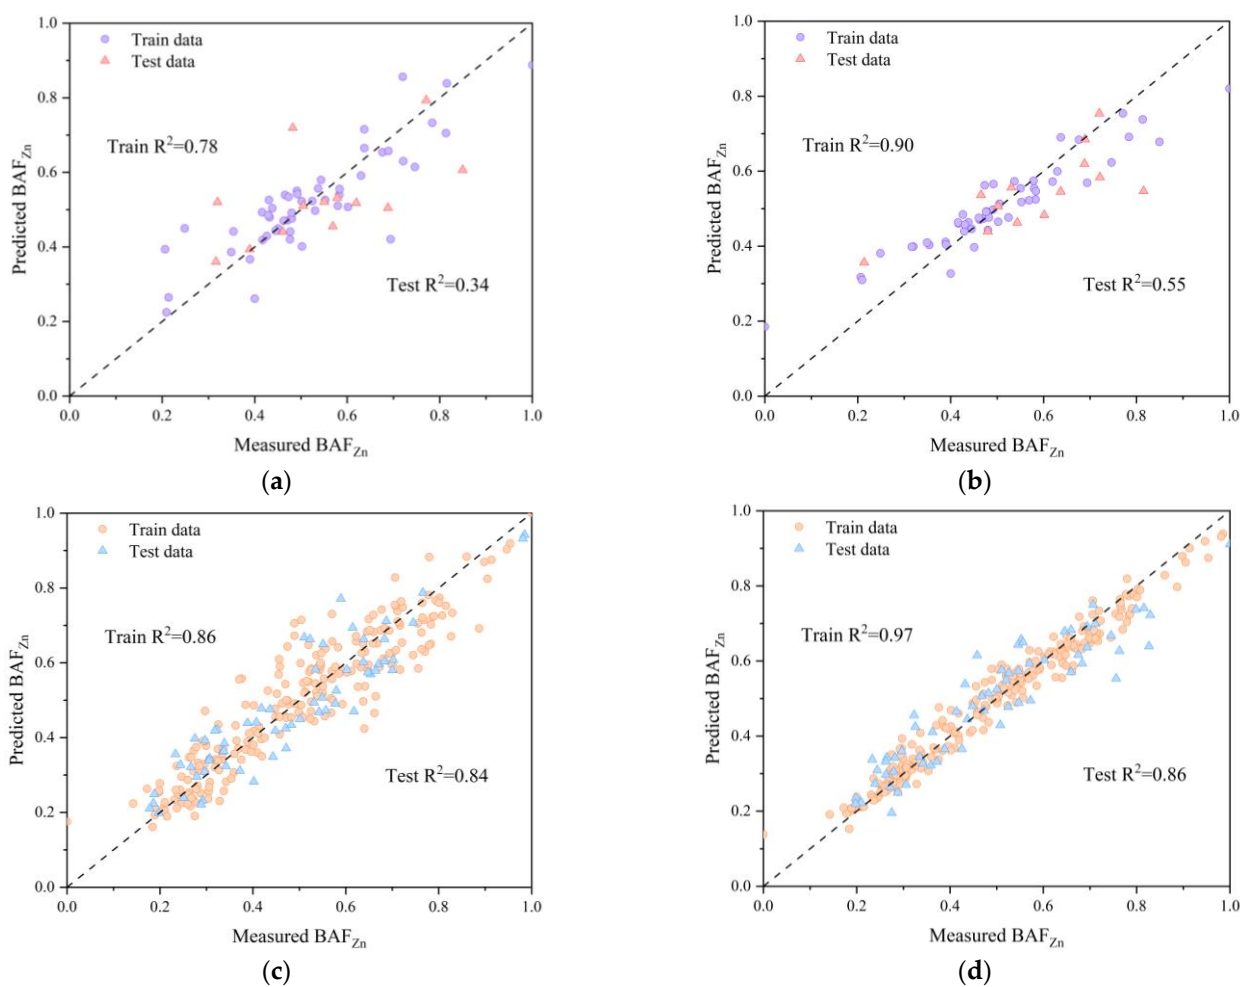 1.0
Train data
Test data
0.8
Train R²=0.78
0.6
Predicted BAF_Zn
0.4
Test R²=0.34
0.2
0.0
0.0 0.2 0.4 0.6 0.8 1.0
Measured BAF_Zn
(a)
1.0
Train data
Test data
0.8
Train R²=0.90
0.6
Predicted BAF_Zn
0.4
Test R²=0.55
0.2
0.0
0.0 0.2 0.4 0.6 0.8 1.0
Measured BAF_Zn
(b)
1.0
Train data
Test data
0.8
Train R²=0.86
0.6
Predicted BAF_Zn
0.4
Test R²=0.84
0.2
0.0
0.0 0.2 0.4 0.6 0.8 1.0
Measured BAF_Zn
(c)
1.0
Train data
Test data
0.8
Train R²=0.97
0.6
Predicted BAF_Zn
0.4
Test R²=0.86
0.2
0.0
0.0 0.2 0.4 0.6 0.8 1.0
Measured BAF_Zn
(d)